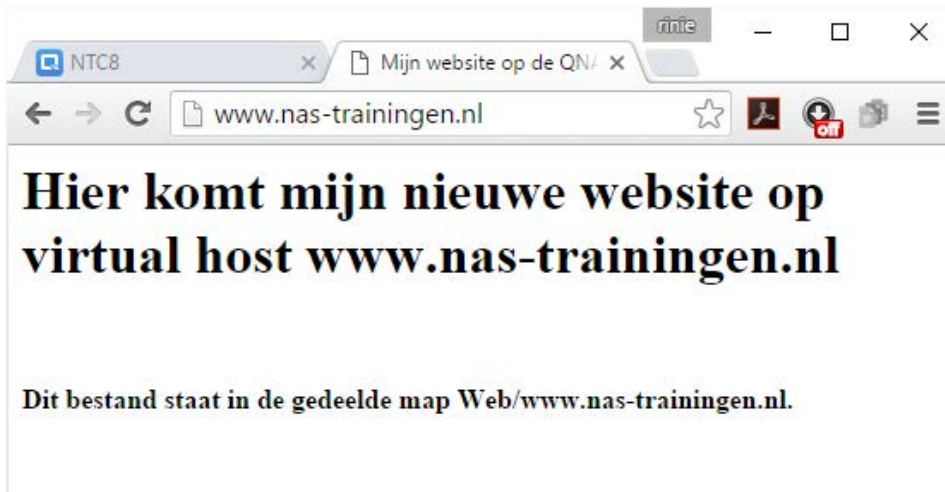 rinie
NTC8
Mijn website op de QNA
www.nas-trainingen.nl
off
Hier komt mijn nieuwe website op
virtual host www.nas-trainingen.nl
Dit bestand staat in de gedeelde map Web/www.nas-trainingen.nl.